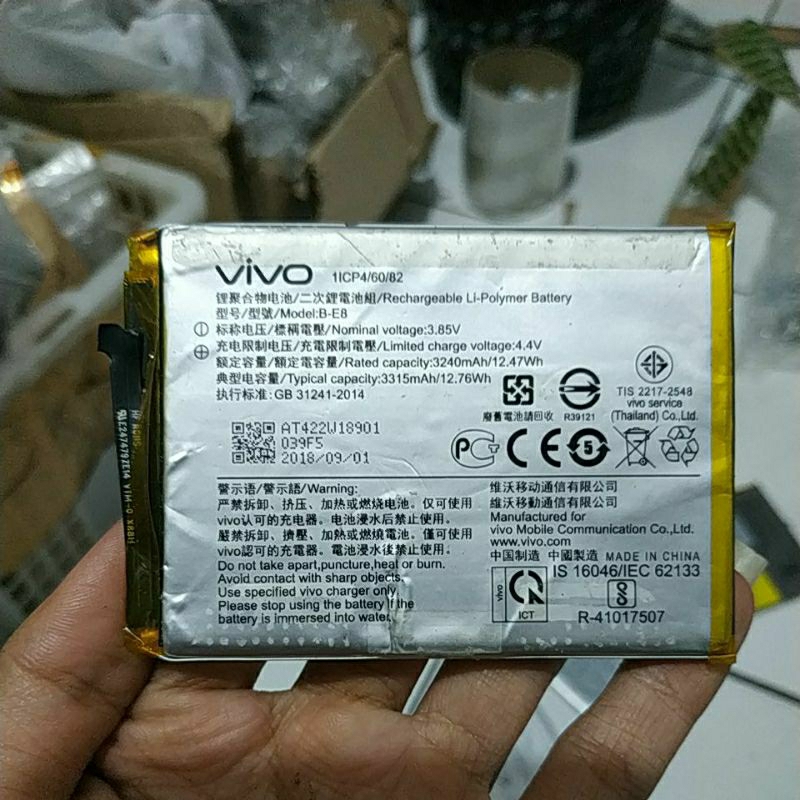 vivo 1ICP4/60/82
锂聚合物电池/二次鋰電池組/Rechargeable Li-Polymer Battery
型号/型號/Model:B-E8
标称电压/標稱電壓/Nominal voltage:3.85V
充电限制电压/充電限制電壓/Limited charge voltage:4.4V
额定容量/額定電容量/Rated capacity:3240mAh/12.47Wh
典型电容量/Typical capacity:3315mAh/12.76Wh
执行标准:GB 31241-2014
廢舊電池請回收
R39121
TIS 2217-2548
vivo service
(Thailand) Co.,Ltd.
AT422W18901
039F5
2018/09/01
PG CE 5
警示语/警示語/Warning:
严禁拆卸、挤压、加热或燃烧电池。仅可使用
vivo认可的充电器。电池浸水后禁止使用。
嚴禁拆卸、擠壓、加熱或燃燒電池。僅可使用
vivo認可的充電器。電池浸水後禁止使用。
Do not take apart,puncture,heat or burn.
Avoid contact with sharp objects.
Use specified vivo charger only.
Please stop using the battery if the
battery is immersed into water.
维沃移动通信有限公司
維沃移動通信有限公司
Manufactured for
vivo Mobile Communication Co.,Ltd.
www.vivo.com
中国制造 中國製造 MADE IN CHINA
IS 16046/IEC 62133
vivo
ICT
R-41017507